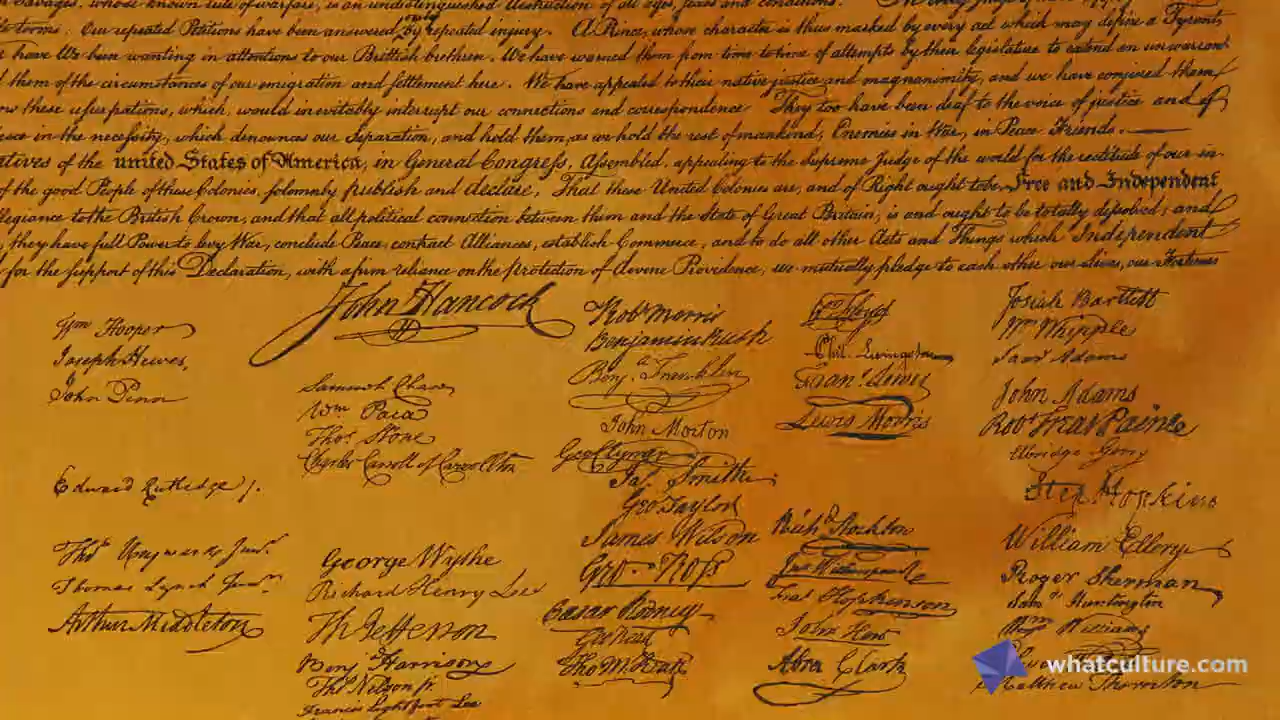 Savages, whose known rule of warfare, is an undistinguished destruction of all ages, sexes and conditions.
terms: Our repeated Petitions have been answered only by repeated injury. A Prince, whose character is thus marked by every act which may define a Tyrant,
have We been wanting in attentions to our Brittish brethren. We have warned them from time to time of attempts by their legislature to extend an unwarrant
them of the circumstances of our emigration and settlement here. We have appealed to their native justice and magnanimity, and we have conjured them
these usurpations, which, would inevitably interrupt our connections and correspondence. They too have been deaf to the voice of justice and of
in the necessity, which denounces our Separation, and hold them, as we hold the rest of mankind, Enemies in War, in Peace Friends.
tives of the united States of America, in General Congress, Assembled, appealing to the Supreme Judge of the world for the rectitude of our in
of the good People of these Colonies, solemnly publish and declare, That these United Colonies are, and of Right ought to be Free and Independent
legiance to the British Crown, and that all political connection between them and the State of Great Britain, is and ought to be totally dissolved; and
they have full Power to levy War, conclude Peace, contract Alliances, establish Commerce, and to do all other Acts and Things which Independent
for the support of this Declaration, with a firm reliance on the protection of divine Providence, we mutually pledge to each other our Lives, our Fortunes
Wm Hooper
Joseph Hewes,
John Penn
Edward Rutledge /.
Thos Heyward Junr.
Thomas Lynch Junr.
Arthur Middleton
John Hancock
Samuel Chase
Wm Paca
Thos Stone
Charles Carroll of Carrollton
George Wythe
Richard Henry Lee
Th Jefferson
Benj Harrison
Thos Nelson jr.
Francis Lightfoot Lee
Robt Morris
Benjamin Rush
Benja Franklin
John Morton
Geo Clymer
Jas. Smith
Geo Taylor
James Wilson
Geo. Ross
Caesar Rodney
Geo Read
Tho M:Kean
Wm Floyd
Phil. Livingston
Frans. Lewis
Lewis Morris
Richd Stockton
Jno Witherspoon
Fras Hopkinson
John Hart
Abra Clark
Josiah Bartlett
Wm Whipple
Saml Adams
John Adams
Robt Treat Paine
Elbridge Gerry
Step Hopkins
William Ellery
Roger Sherman
Saml Huntington
Wm Williams
Matthew Thornton
whatculture.com